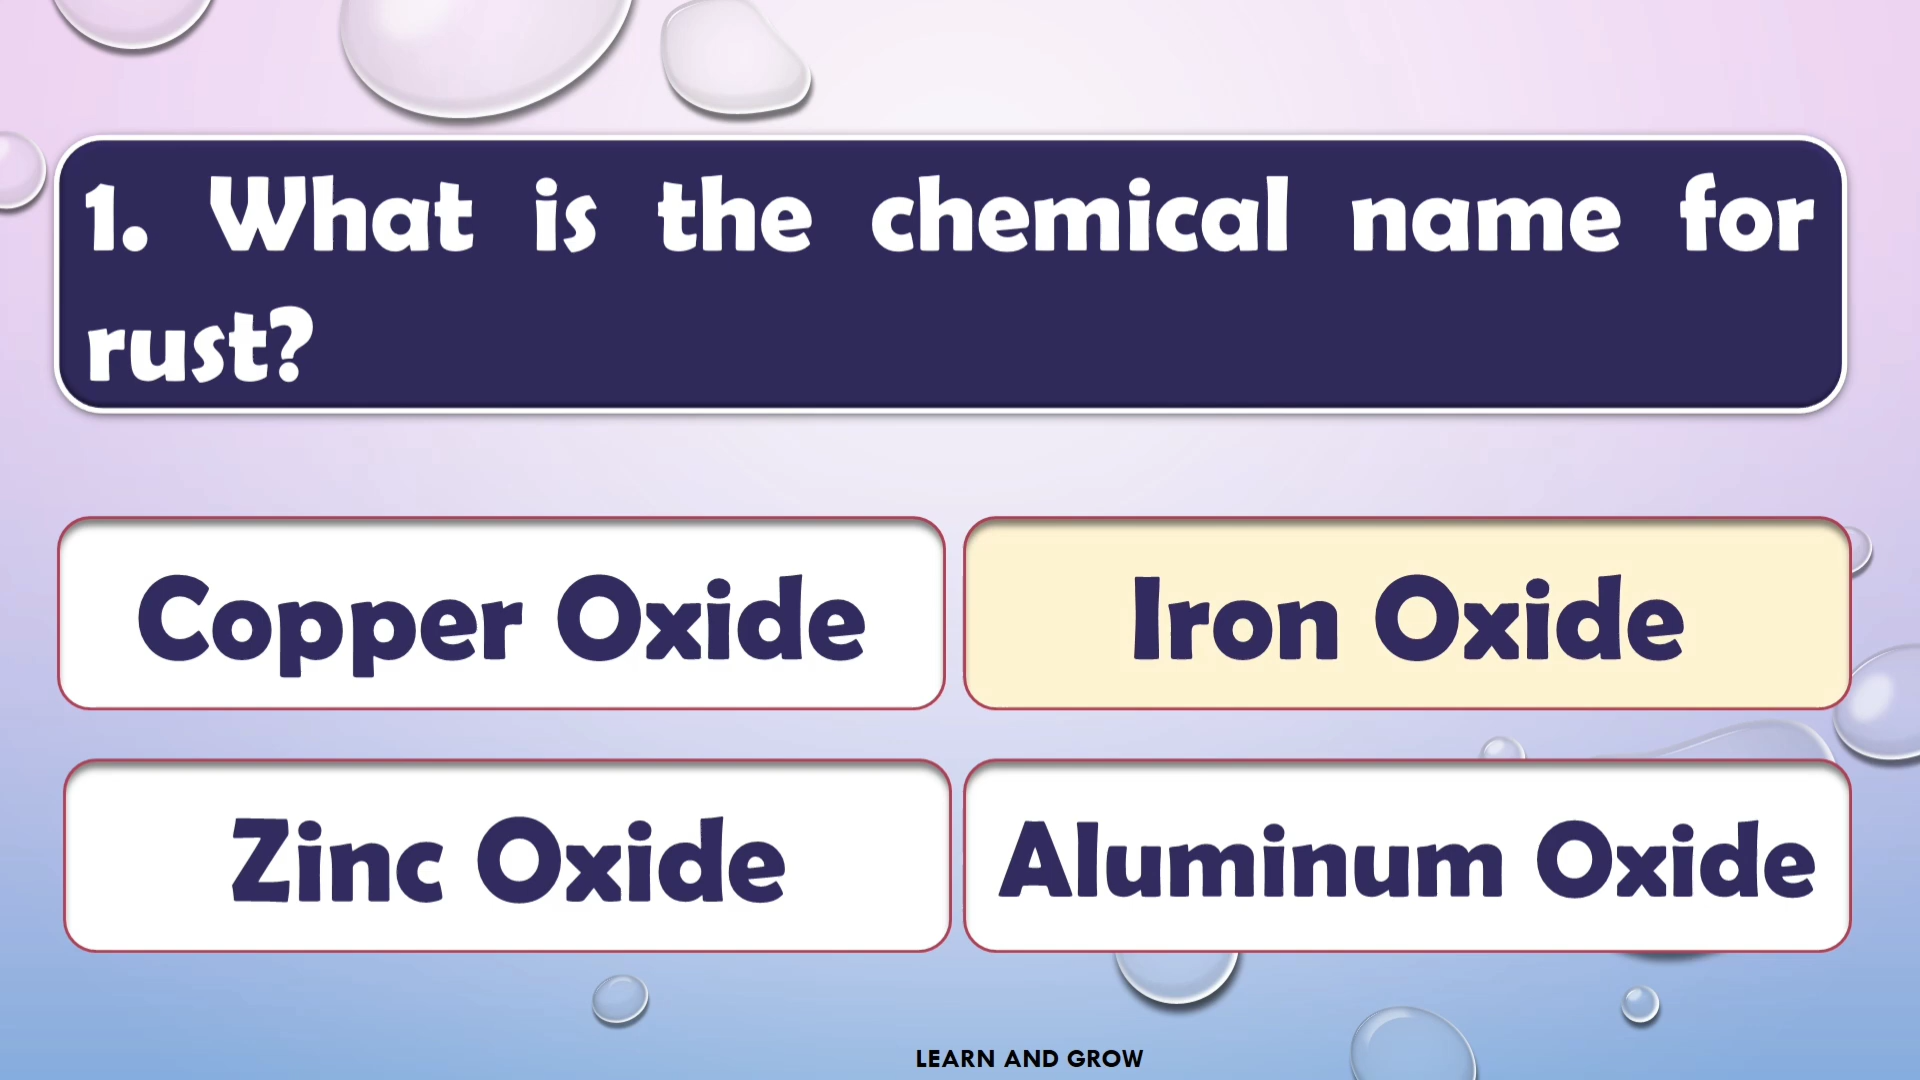 1. What is the chemical name for
rust?
Copper Oxide
Iron Oxide
Zinc Oxide
Aluminum Oxide
LEARN AND GROW